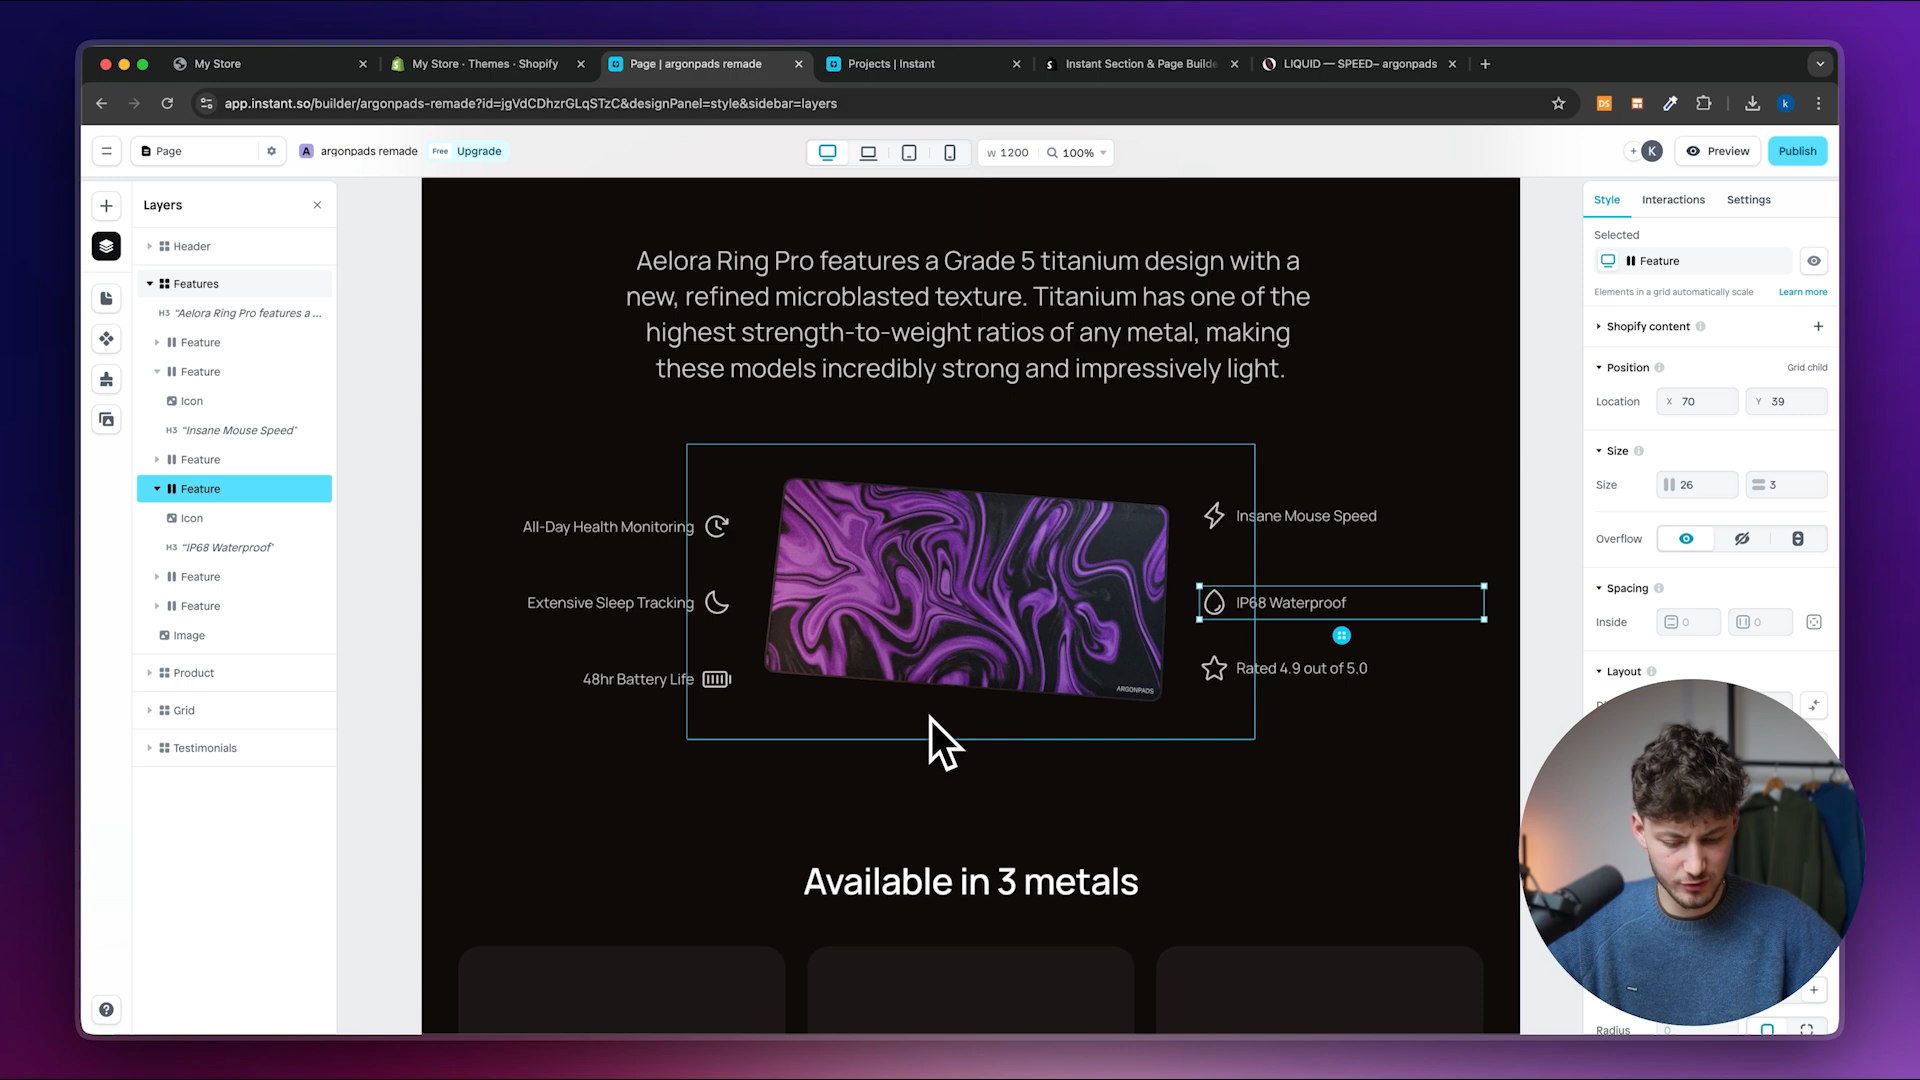 My Store
My Store · Themes · Shopify
Page | argonpads remade
Projects | Instant
Instant Section & Page Builde
LIQUID — SPEED– argonpads
app.instant.so/builder/argonpads-remade?id=jgVdCDhzrGLqSTzC&designPanel=style&sidebar=layers
DS
k
Page
A argonpads remade
Free Upgrade
W 1200
100%
K
Preview
Publish
Layers
Header
Features
H3 "Aelora Ring Pro features a ...
Feature
Feature
Icon
H3 "Insane Mouse Speed"
Feature
Feature
Icon
H3 "IP68 Waterproof"
Feature
Feature
Image
Product
Grid
Testimonials
Aelora Ring Pro features a Grade 5 titanium design with a
new, refined microblasted texture. Titanium has one of the
highest strength-to-weight ratios of any metal, making
these models incredibly strong and impressively light.
All-Day Health Monitoring
Extensive Sleep Tracking
48hr Battery Life
ARGONPADS
Insane Mouse Speed
IP68 Waterproof
Rated 4.9 out of 5.0
Available in 3 metals
Style Interactions Settings
Selected
Feature
Elements in a grid automatically scale Learn more
Shopify content
Position Grid child
Location X 70 Y 39
Size
Size 26 3
Overflow
Spacing
Inside 0 0
Layout
Radius 0